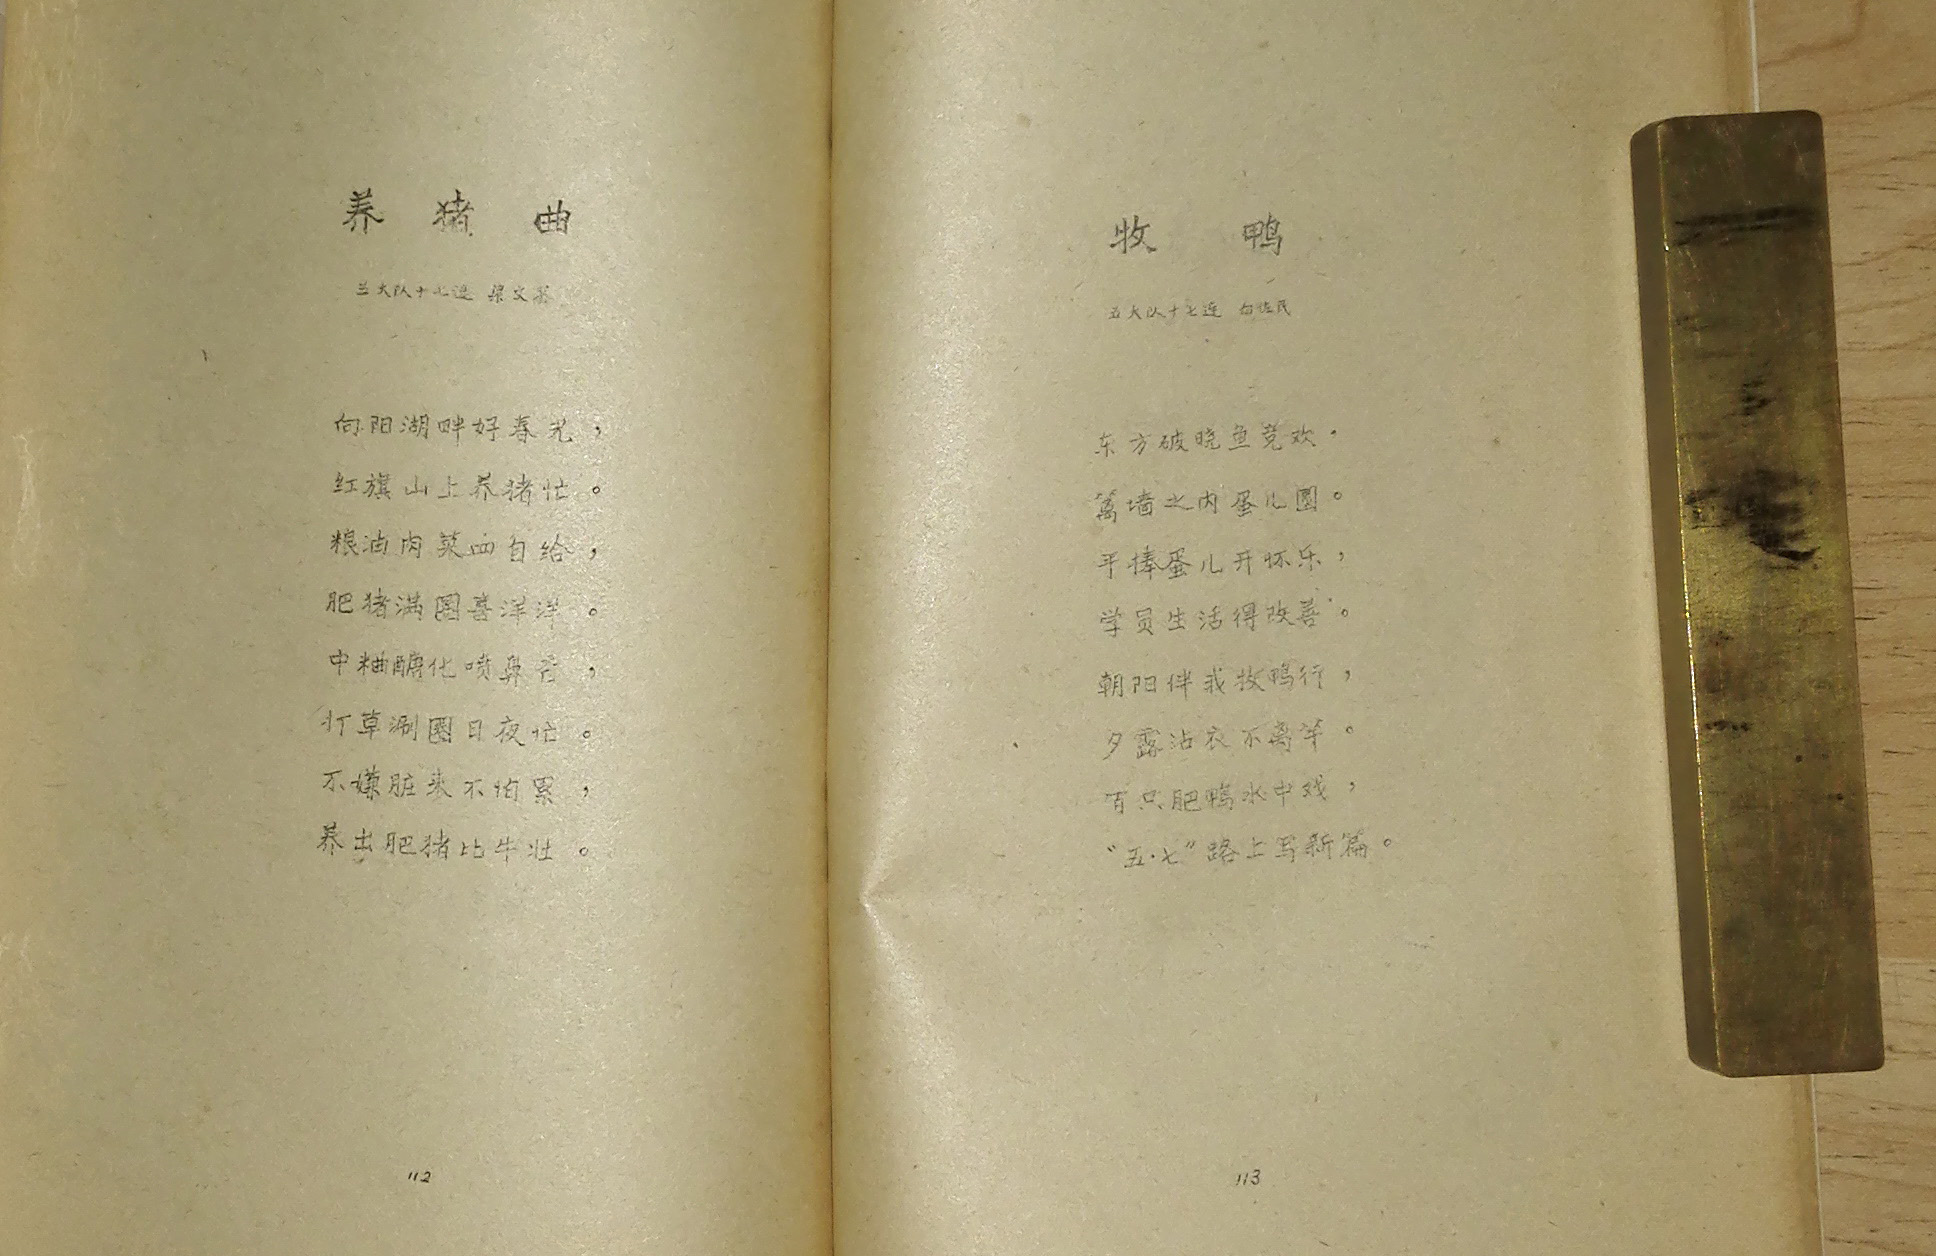 养猪曲
三大队十七连 梁文
向阳湖畔好春光，
红旗山上养猪忙。
粮油肉菜四自给，
肥猪满圈喜洋洋。
中粬酵化喷鼻香，
打草涮圈日夜忙。
不嫌脏来不怕累，
养出肥猪比牛壮。
112
牧鸭
五大队十七连 佐民
东方破晓鱼竞欢。
篱墙之内蛋儿圆。
手捧蛋儿开怀乐，
学员生活得改善。
朝阳伴我牧鸭行，
夕露沾衣不离竿。
百只肥鸭水中戏，
“五·七”路上写新篇。
113